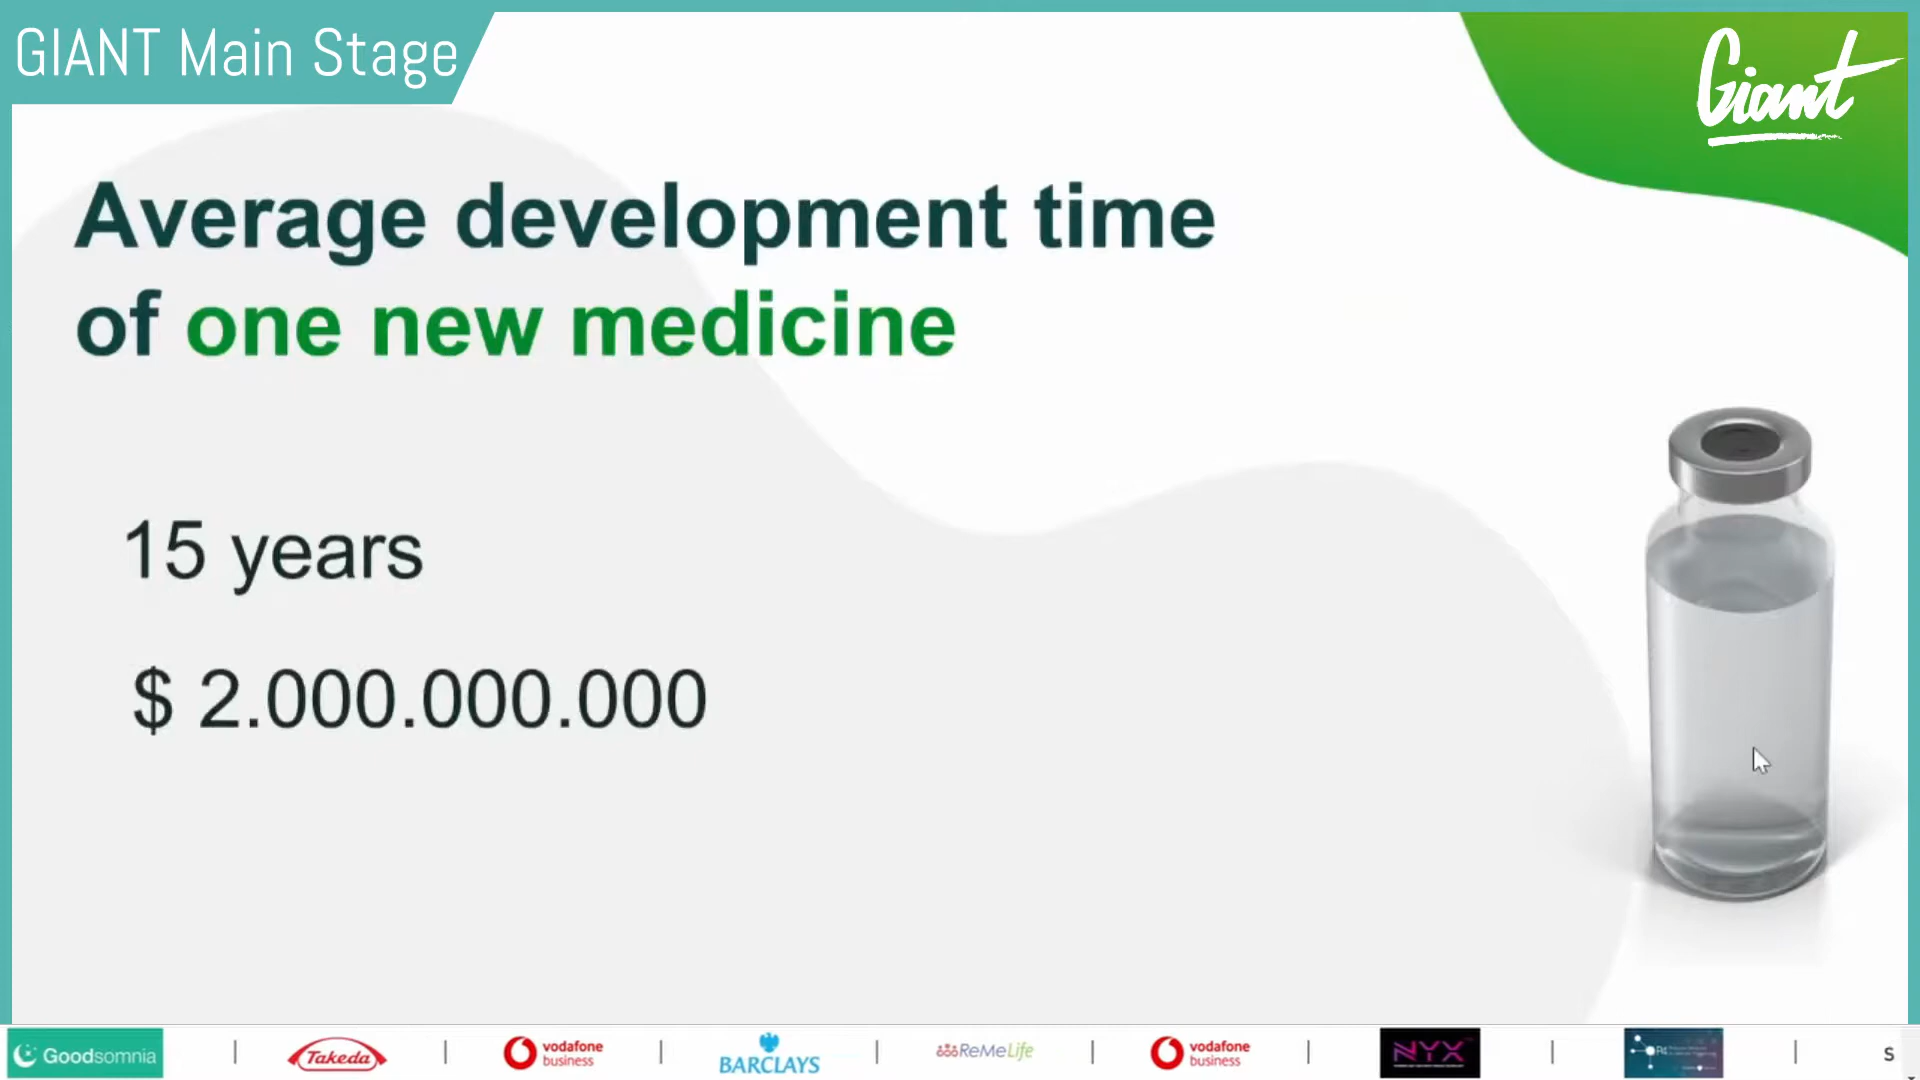 GIANT Main Stage
Giant
Average development time
of one new medicine
15 years
$ 2.000.000.000
Goodsomnia
Takeda
vodafone
business
BARCLAYS
ReMeLife
vodafone
business
NYX
P4
S